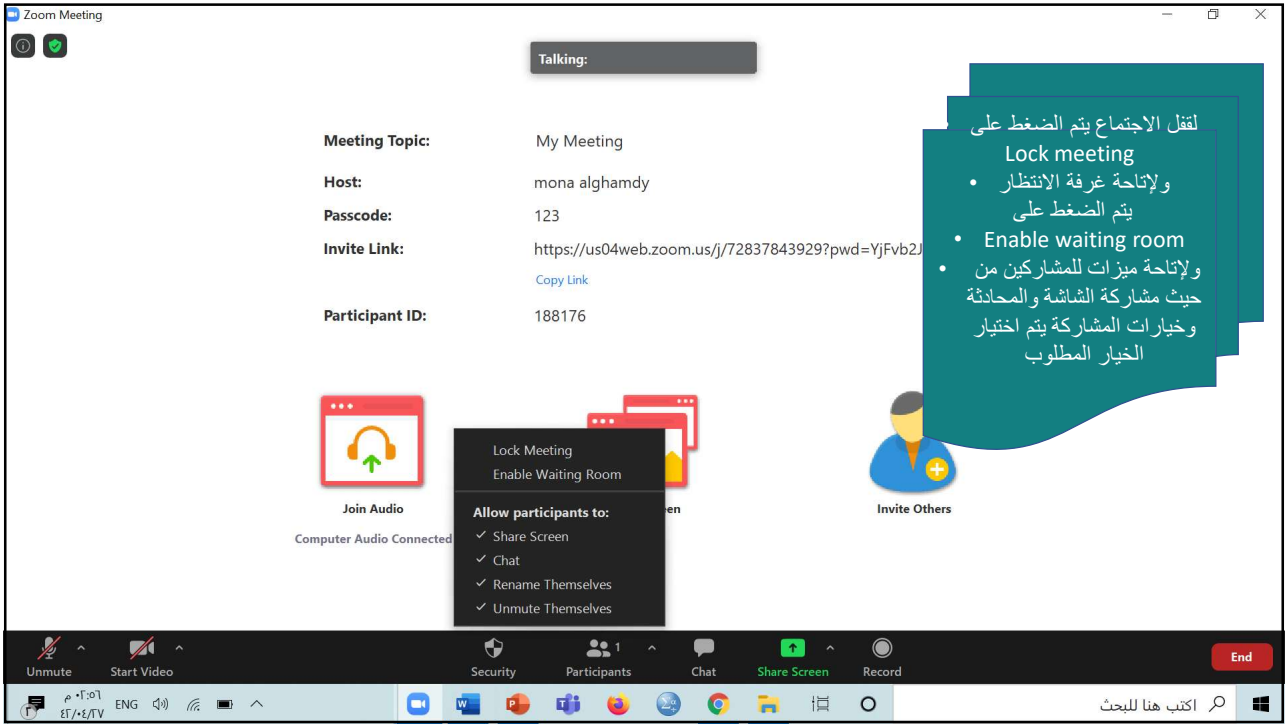 Zoom Meeting
Talking:
Meeting Topic: My Meeting
Host: mona alghamdy
Passcode: 123
Invite Link: https://us04web.zoom.us/j/72837843929?pwd=YjFvb2J
Copy Link
Participant ID: 188176
لقفل الاجتماع يتم الضغط على
Lock meeting
• ولإتاحة غرفة الانتظار
يتم الضغط على
• Enable waiting room
• ولإتاحة ميزات للمشاركين من
حيث مشاركة الشاشة والمحادثة
وخيارات المشاركة يتم اختيار
الخيار المطلوب
Join Audio
Computer Audio Connected
een
Invite Others
Lock Meeting
Enable Waiting Room
Allow participants to:
✓ Share Screen
✓ Chat
✓ Rename Themselves
✓ Unmute Themselves
Unmute
Start Video
Security
1
Participants
Chat
Share Screen
Record
End
٠٢:٥٦ م
ENG
اكتب هنا للبحث